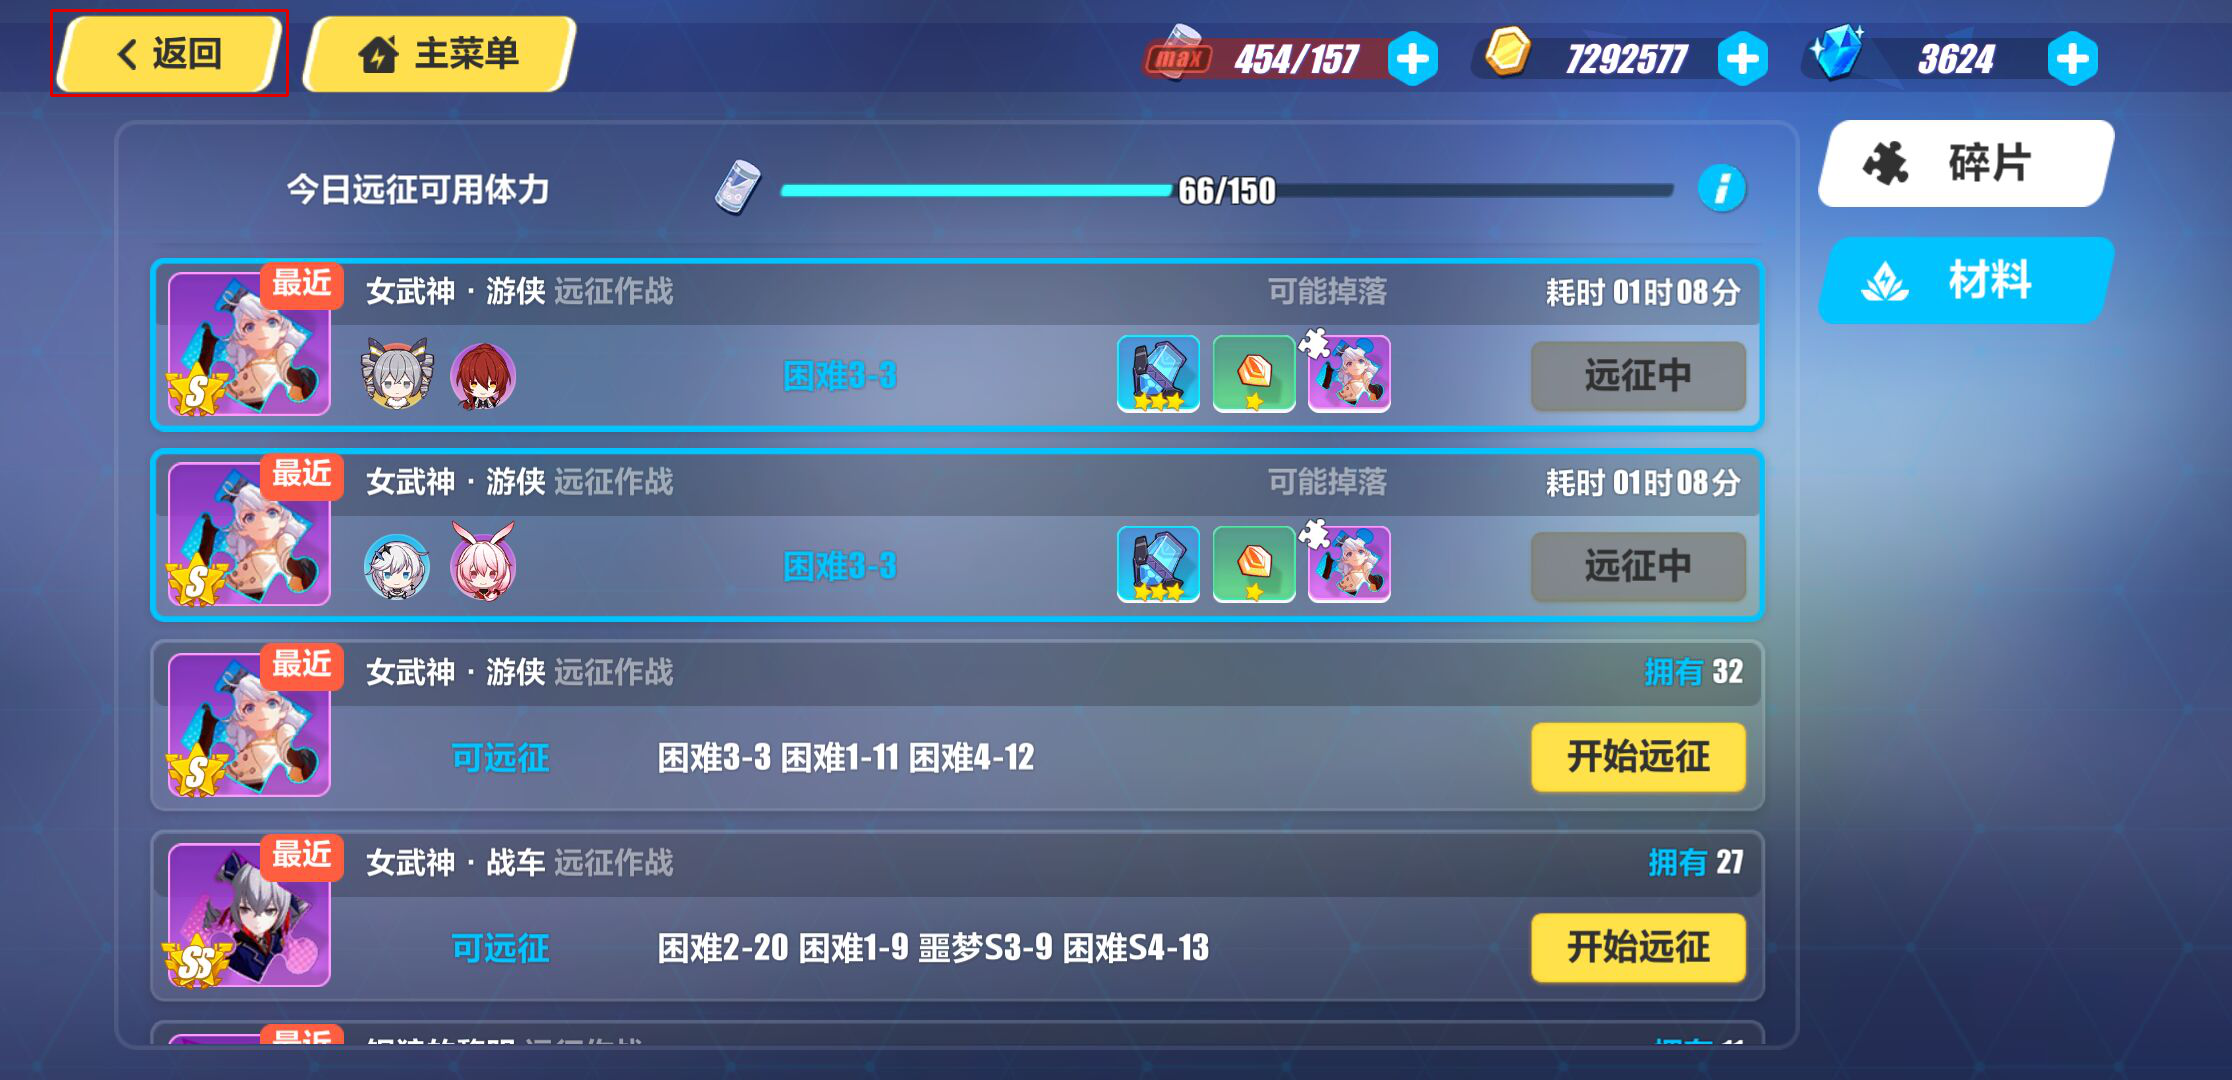 返回
主菜单
max 454/157
7292577
3624
今日远征可用体力
66/150
碎片
材料
最近
女武神·游侠 远征作战
可能掉落
耗时 01时08分
S
困难3-3
远征中
最近
女武神·游侠 远征作战
可能掉落
耗时 01时08分
S
困难3-3
远征中
最近
女武神·游侠 远征作战
拥有 32
S
可远征
困难3-3 困难1-11 困难4-12
开始远征
最近
女武神·战车 远征作战
拥有 27
SS
可远征
困难2-20 困难1-9 噩梦S3-9 困难S4-13
开始远征
最近
拥有 11